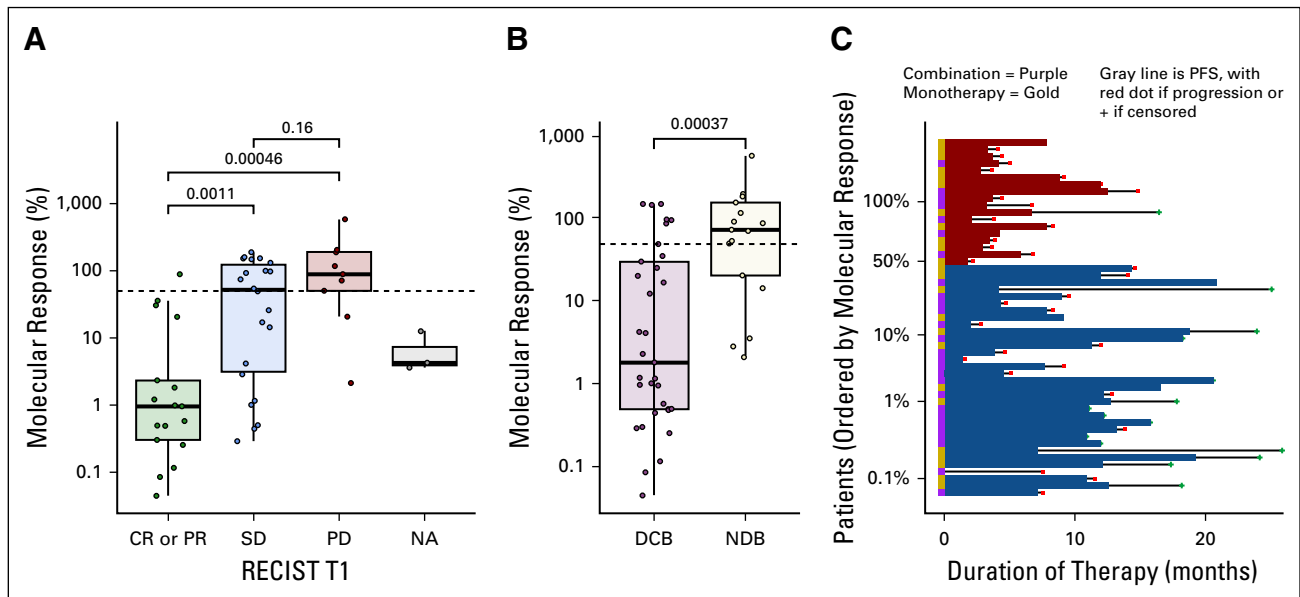 A
Molecular Response (%)
1,000
100
10
1
0.1
0.16
0.00046
0.0011
CR or PR
SD
PD
NA
RECIST T1
B
Molecular Response (%)
1,000
100
10
1
0.1
0.00037
DCB
NDB
C
Combination = Purple
Monotherapy = Gold
Gray line is PFS, with
red dot if progression or
+ if censored
Patients (Ordered by Molecular Response)
100%
50%
10%
1%
0.1%
0
10
20
Duration of Therapy (months)